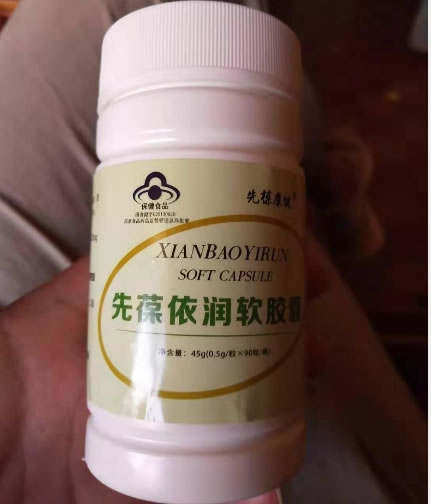 保健食品
先葆康健®
XIANBAOYIRUN
SOFT CAPSULE
先葆依润软胶囊
净含量：45g(0.5g/粒×90粒/瓶)